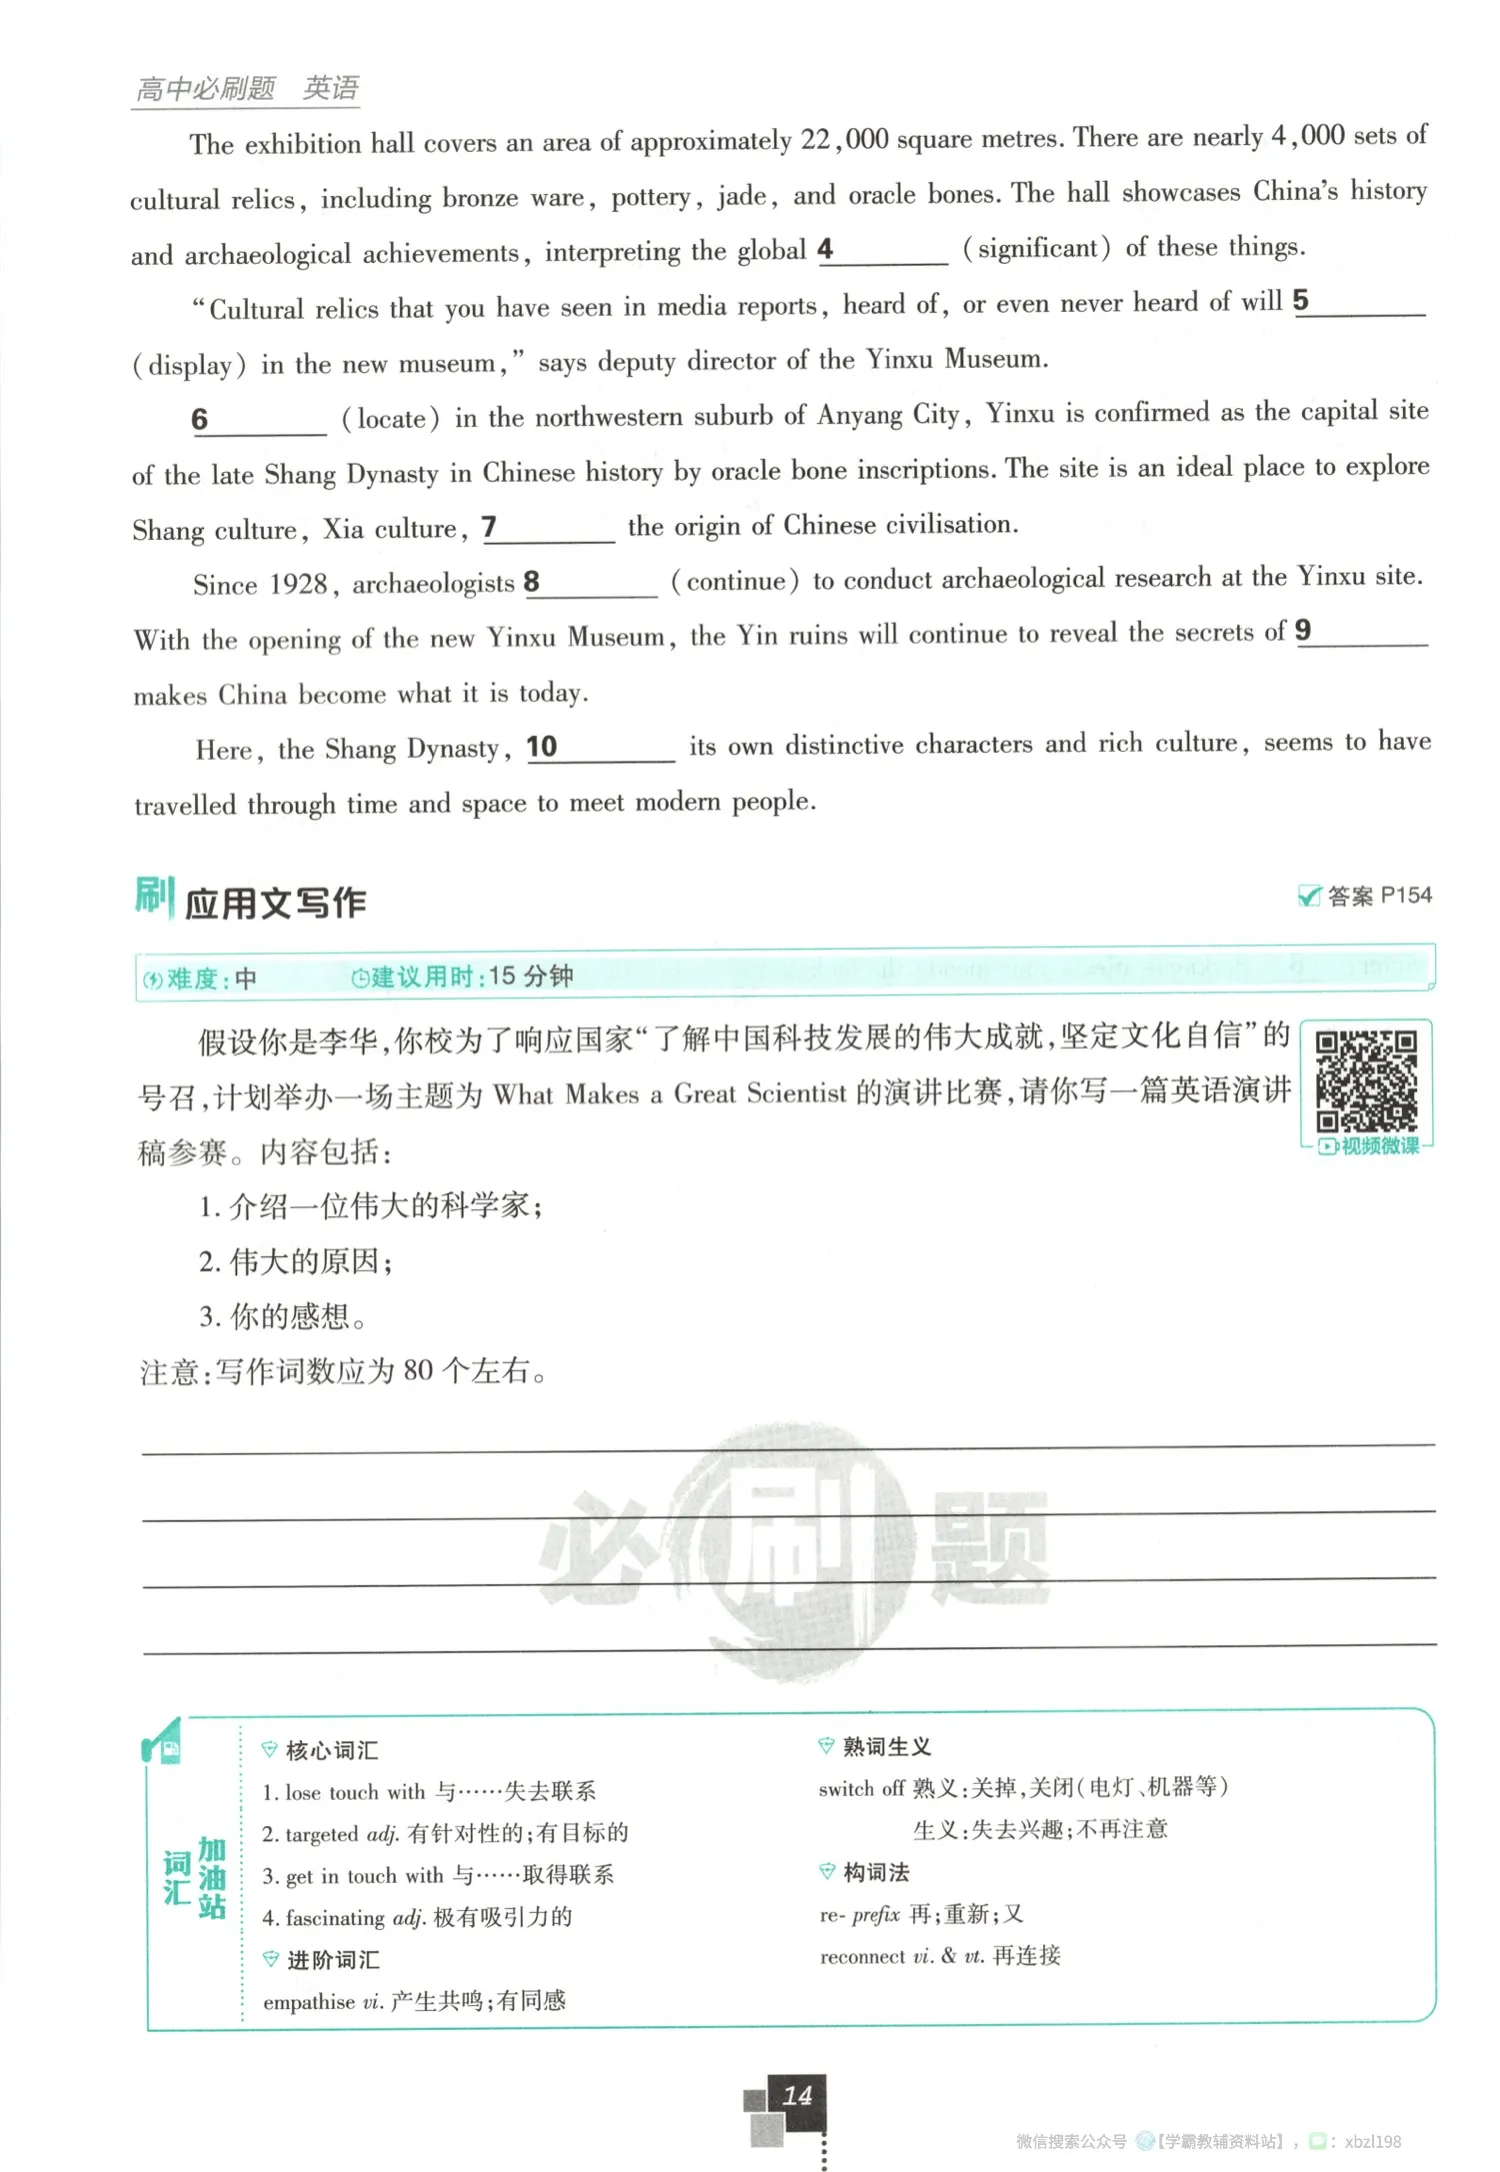 高中必刷题 英语
The exhibition hall covers an area of approximately 22,000 square metres. There are nearly 4,000 sets of
cultural relics, including bronze ware, pottery, jade, and oracle bones. The hall showcases China's history
and archaeological achievements, interpreting the global 4________ (significant) of these things.
“Cultural relics that you have seen in media reports, heard of, or even never heard of will 5________
(display) in the new museum,” says deputy director of the Yinxu Museum.
6________ (locate) in the northwestern suburb of Anyang City, Yinxu is confirmed as the capital site
of the late Shang Dynasty in Chinese history by oracle bone inscriptions. The site is an ideal place to explore
Shang culture, Xia culture, 7________ the origin of Chinese civilisation.
Since 1928, archaeologists 8________ (continue) to conduct archaeological research at the Yinxu site.
With the opening of the new Yinxu Museum, the Yin ruins will continue to reveal the secrets of 9________
makes China become what it is today.
Here, the Shang Dynasty, 10________ its own distinctive characters and rich culture, seems to have
travelled through time and space to meet modern people.
刷 应用文写作
答案 P154
难度:中 建议用时:15 分钟
假设你是李华,你校为了响应国家“了解中国科技发展的伟大成就,坚定文化自信”的
号召,计划举办一场主题为 What Makes a Great Scientist 的演讲比赛,请你写一篇英语演讲
稿参赛。内容包括:
视频微课
1. 介绍一位伟大的科学家;
2. 伟大的原因;
3. 你的感想。
注意:写作词数应为 80 个左右。
必刷题
词汇加油站
核心词汇
1. lose touch with 与……失去联系
2. targeted adj. 有针对性的;有目标的
3. get in touch with 与……取得联系
4. fascinating adj. 极有吸引力的
进阶词汇
empathise vi. 产生共鸣;有同感
熟词生义
switch off 熟义:关掉,关闭(电灯、机器等)
生义:失去兴趣;不再注意
构词法
re- prefix 再;重新;又
reconnect vi. & vt. 再连接
14
微信搜索公众号【学霸教辅资料站】,:xbzl198